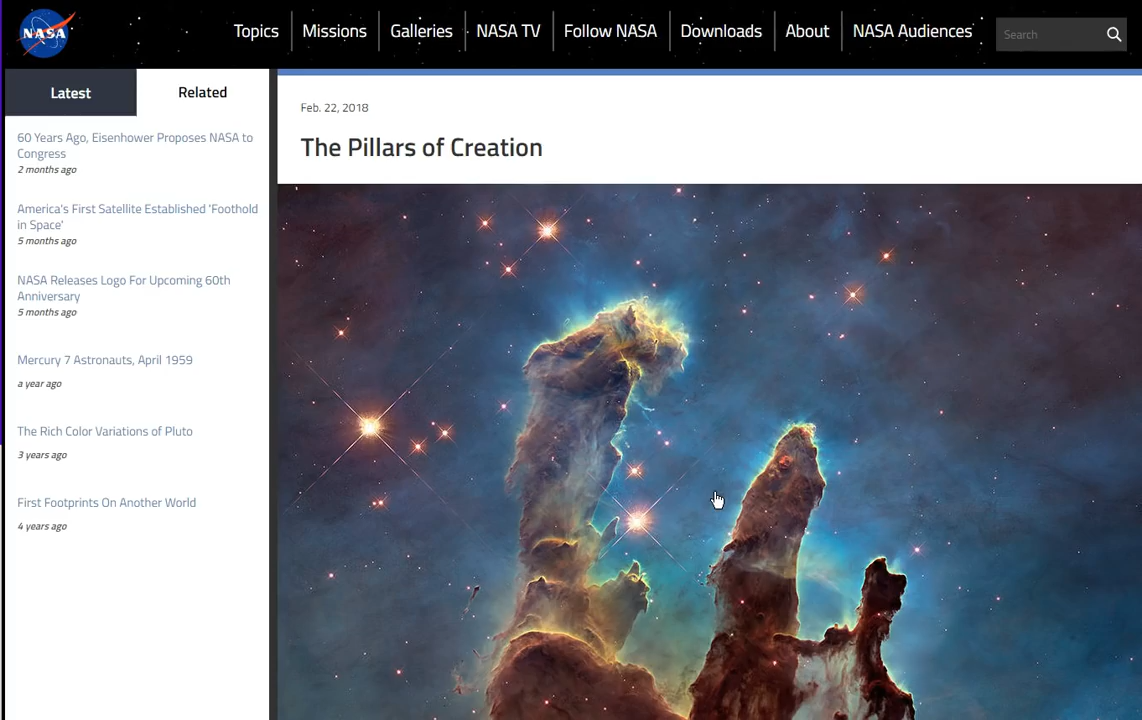 NASA
Topics
Missions
Galleries
NASA TV
Follow NASA
Downloads
About
NASA Audiences
Search
Latest
Related
60 Years Ago, Eisenhower Proposes NASA to
Congress
2 months ago
America's First Satellite Established 'Foothold
in Space'
5 months ago
NASA Releases Logo For Upcoming 60th
Anniversary
5 months ago
Mercury 7 Astronauts, April 1959
a year ago
The Rich Color Variations of Pluto
3 years ago
First Footprints On Another World
4 years ago
Feb. 22, 2018
The Pillars of Creation